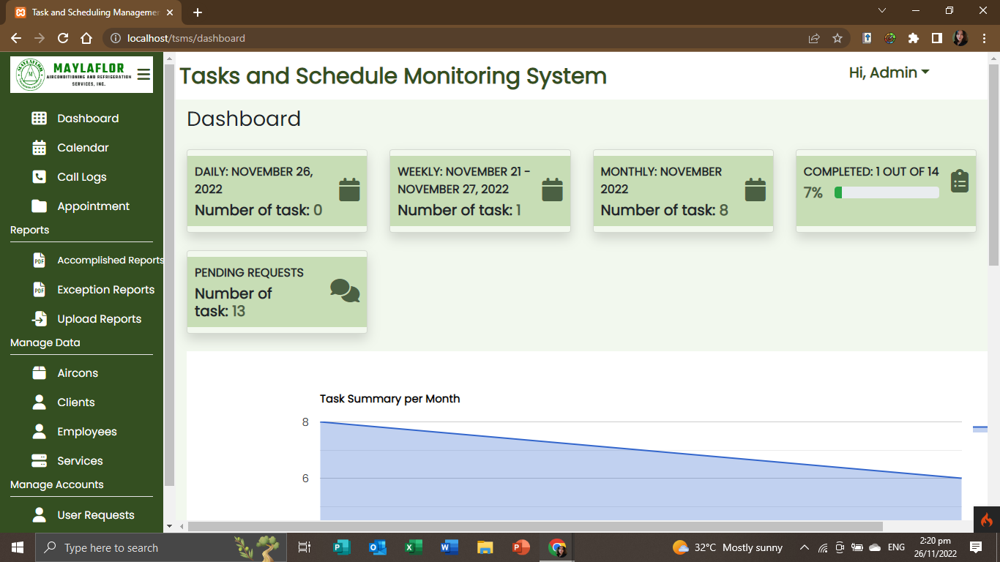 Task and Scheduling Managemen
localhost/tsms/dashboard
MAYLAFLOR
AIRCONDITIONING AND REFRIGERATION
SERVICES, INC.
Tasks and Schedule Monitoring System
Hi, Admin
Dashboard
Calendar
Call Logs
Appointment
Reports
Accomplished Reports
Exception Reports
Upload Reports
Manage Data
Aircons
Clients
Employees
Services
Manage Accounts
User Requests
Dashboard
DAILY: NOVEMBER 26,
2022
Number of task: 0
WEEKLY: NOVEMBER 21 -
NOVEMBER 27, 2022
Number of task: 1
MONTHLY: NOVEMBER
2022
Number of task: 8
COMPLETED: 1 OUT OF 14
7%
PENDING REQUESTS
Number of
task: 13
Task Summary per Month
8
6
Type here to search
32°C Mostly sunny
ENG
2:20 pm
26/11/2022